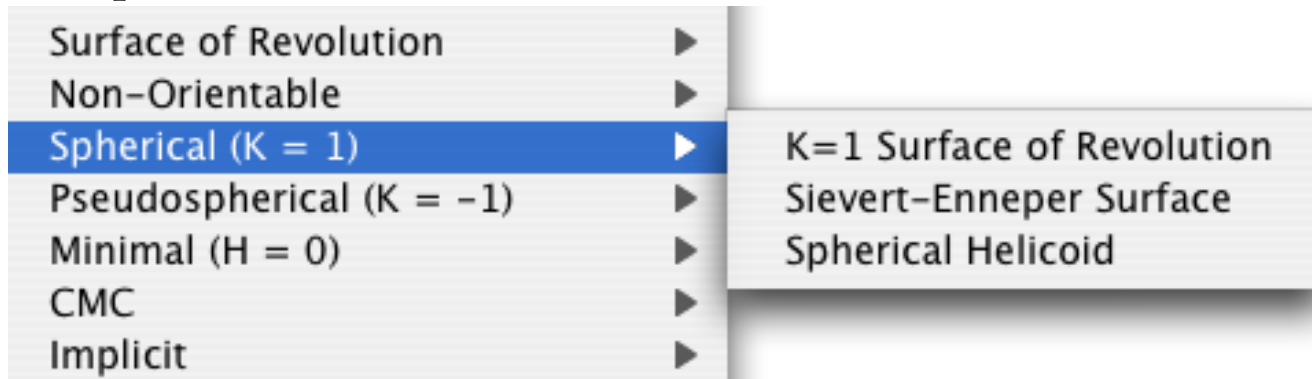 Surface of Revolution
Non-Orientable
Spherical (K = 1)
Pseudospherical (K = -1)
Minimal (H = 0)
CMC
Implicit
K=1 Surface of Revolution
Sievert-Enneper Surface
Spherical Helicoid